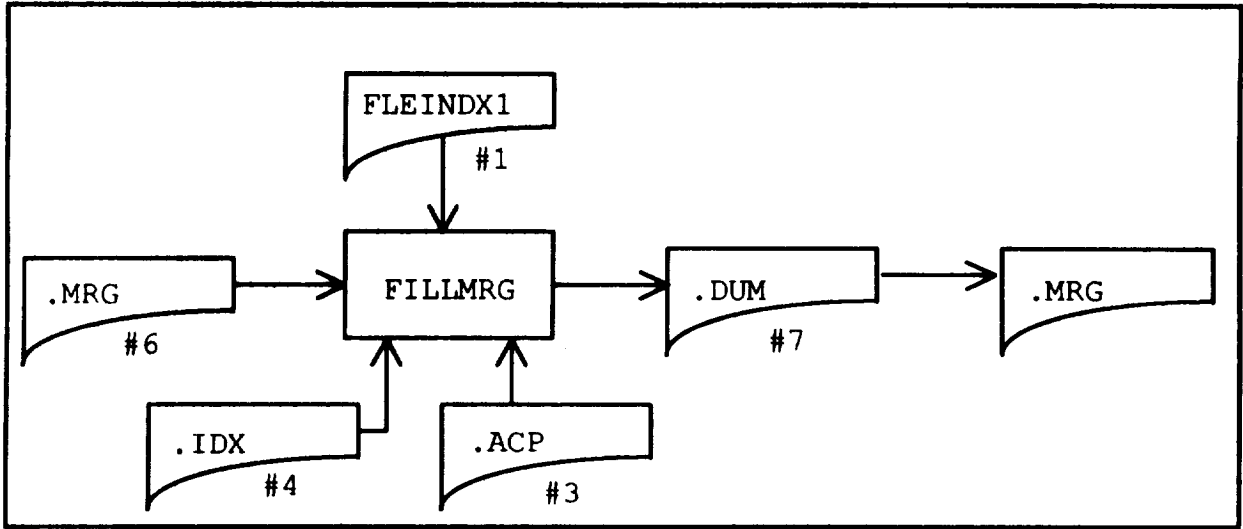 FLEINDX1
#1
.MRG
#6
FILLMRG
.DUM
#7
.MRG
.IDX
#4
.ACP
#3